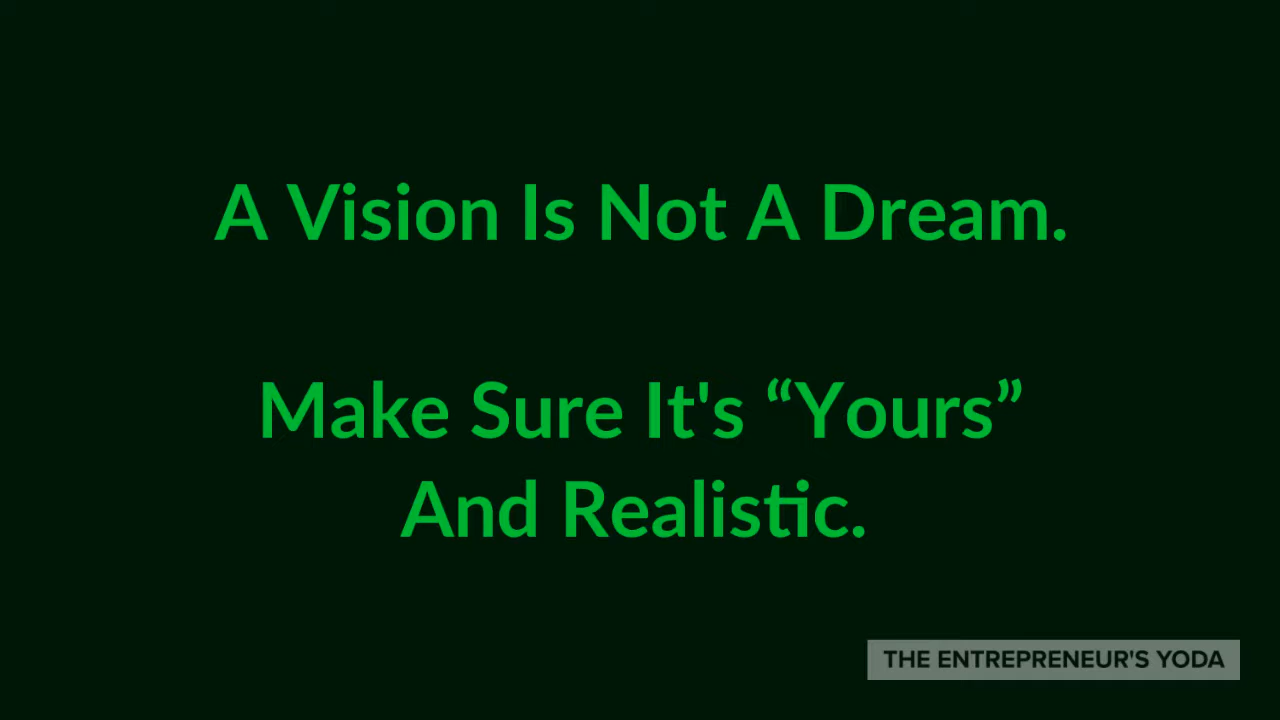 A Vision Is Not A Dream.
Make Sure It's “Yours”
And Realistic.
THE ENTREPRENEUR'S YODA